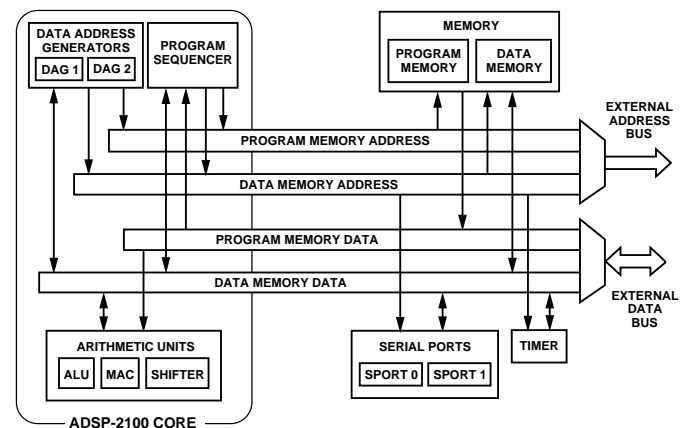 DATA ADDRESS
GENERATORS
DAG 1
DAG 2
PROGRAM
SEQUENCER
MEMORY
PROGRAM
MEMORY
DATA
MEMORY
EXTERNAL
ADDRESS
BUS
PROGRAM MEMORY ADDRESS
DATA MEMORY ADDRESS
PROGRAM MEMORY DATA
DATA MEMORY DATA
EXTERNAL
DATA
BUS
ARITHMETIC UNITS
ALU
MAC
SHIFTER
SERIAL PORTS
SPORT 0
SPORT 1
TIMER
ADSP-2100 CORE